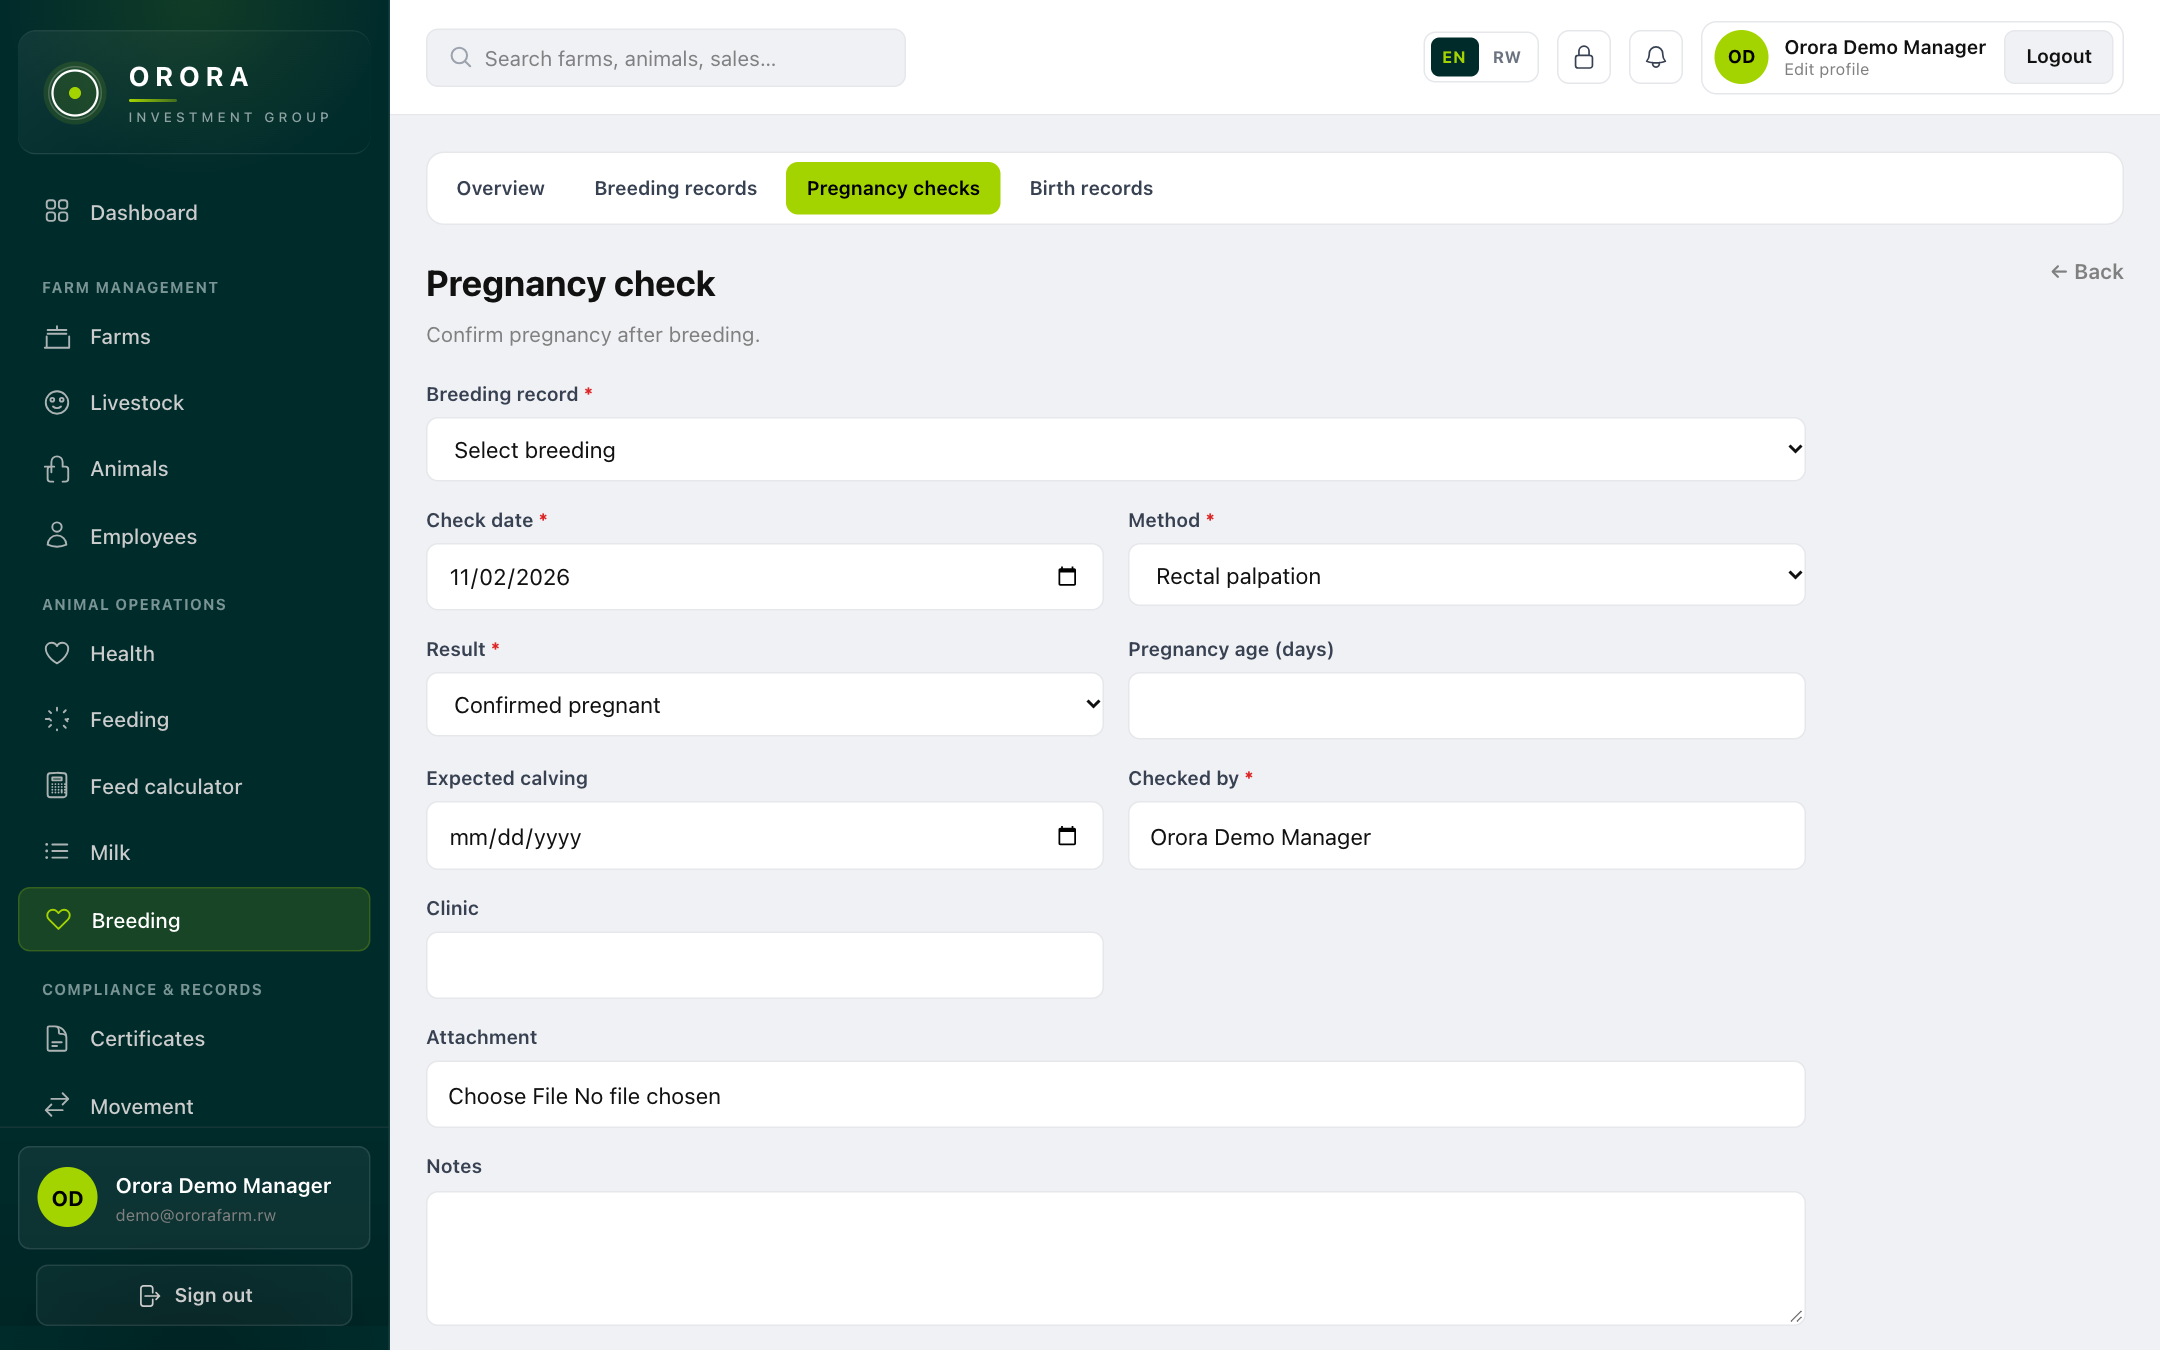 ORORA
INVESTMENT GROUP
Dashboard
FARM MANAGEMENT
Farms
Livestock
Animals
Employees
ANIMAL OPERATIONS
Health
Feeding
Feed calculator
Milk
Breeding
COMPLIANCE & RECORDS
Certificates
Movement
OD
Orora Demo Manager
demo@ororafarm.rw
Sign out
Search farms, animals, sales...
EN RW
OD
Orora Demo Manager
Edit profile
Logout
Overview Breeding records Pregnancy checks Birth records
Pregnancy check
← Back
Confirm pregnancy after breeding.
Breeding record *
Select breeding
Check date * Method *
11/02/2026 Rectal palpation
Result * Pregnancy age (days)
Confirmed pregnant
Expected calving Checked by *
mm/dd/yyyy Orora Demo Manager
Clinic
Attachment
Choose File No file chosen
Notes